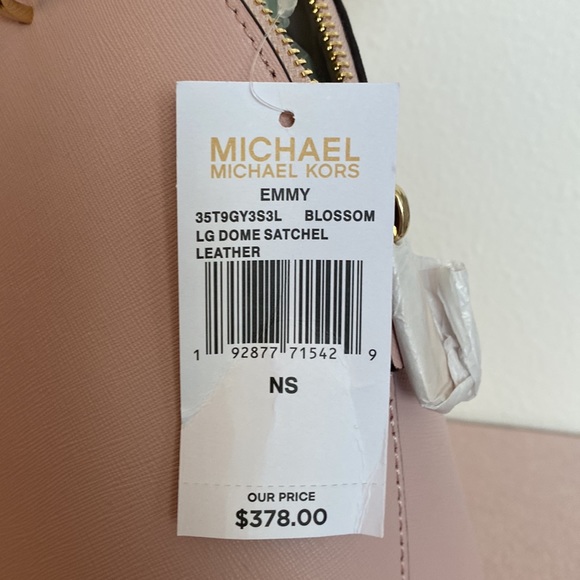 MICHAEL
MICHAEL KORS
EMMY
35T9GY3S3L BLOSSOM
LG DOME SATCHEL
LEATHER
1 92877 71542 9
NS
OUR PRICE
$378.00